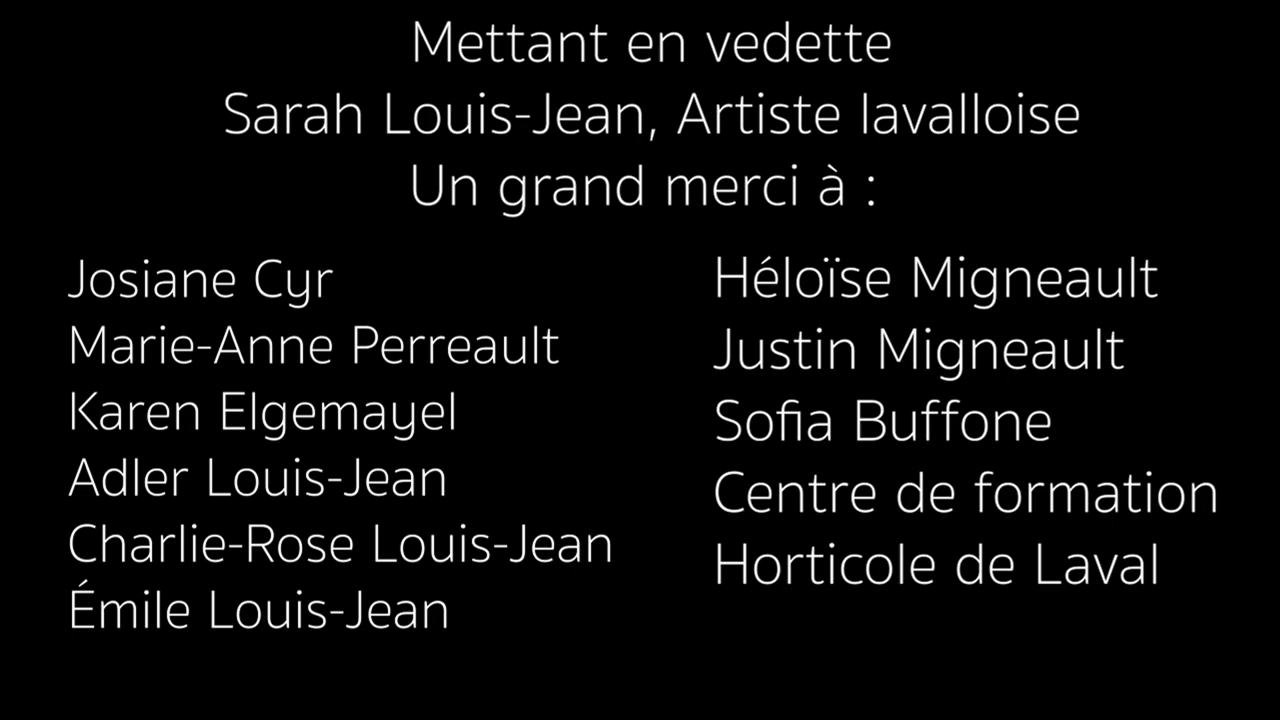 Mettant en vedette
Sarah Louis-Jean, Artiste lavalloise
Un grand merci à :
Josiane Cyr
Marie-Anne Perreault
Karen Elgemayel
Adler Louis-Jean
Charlie-Rose Louis-Jean
Émile Louis-Jean
Héloïse Migneault
Justin Migneault
Sofia Buffone
Centre de formation
Horticole de Laval